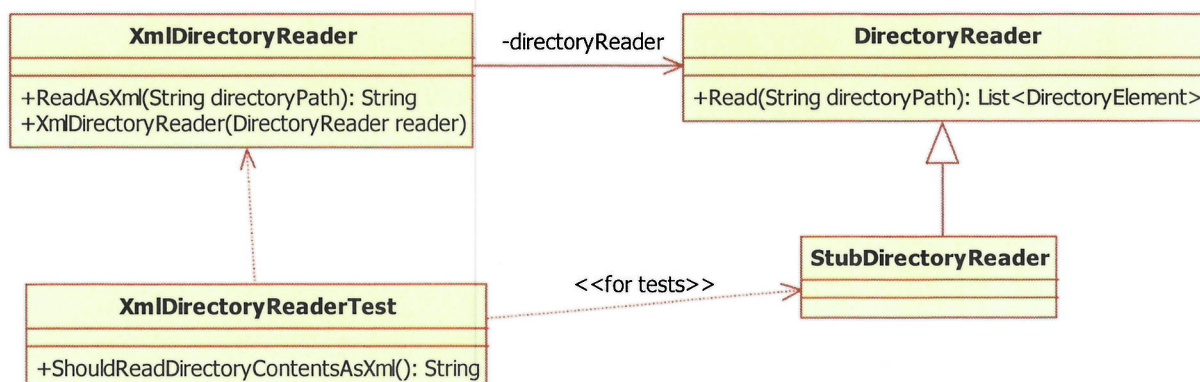 XmlDirectoryReader
+ReadAsXml(String directoryPath): String
+XmlDirectoryReader(DirectoryReader reader)
-directoryReader
DirectoryReader
+Read(String directoryPath): List<DirectoryElement>
StubDirectoryReader
<<for tests>>
XmlDirectoryReaderTest
+ShouldReadDirectoryContentsAsXml(): String